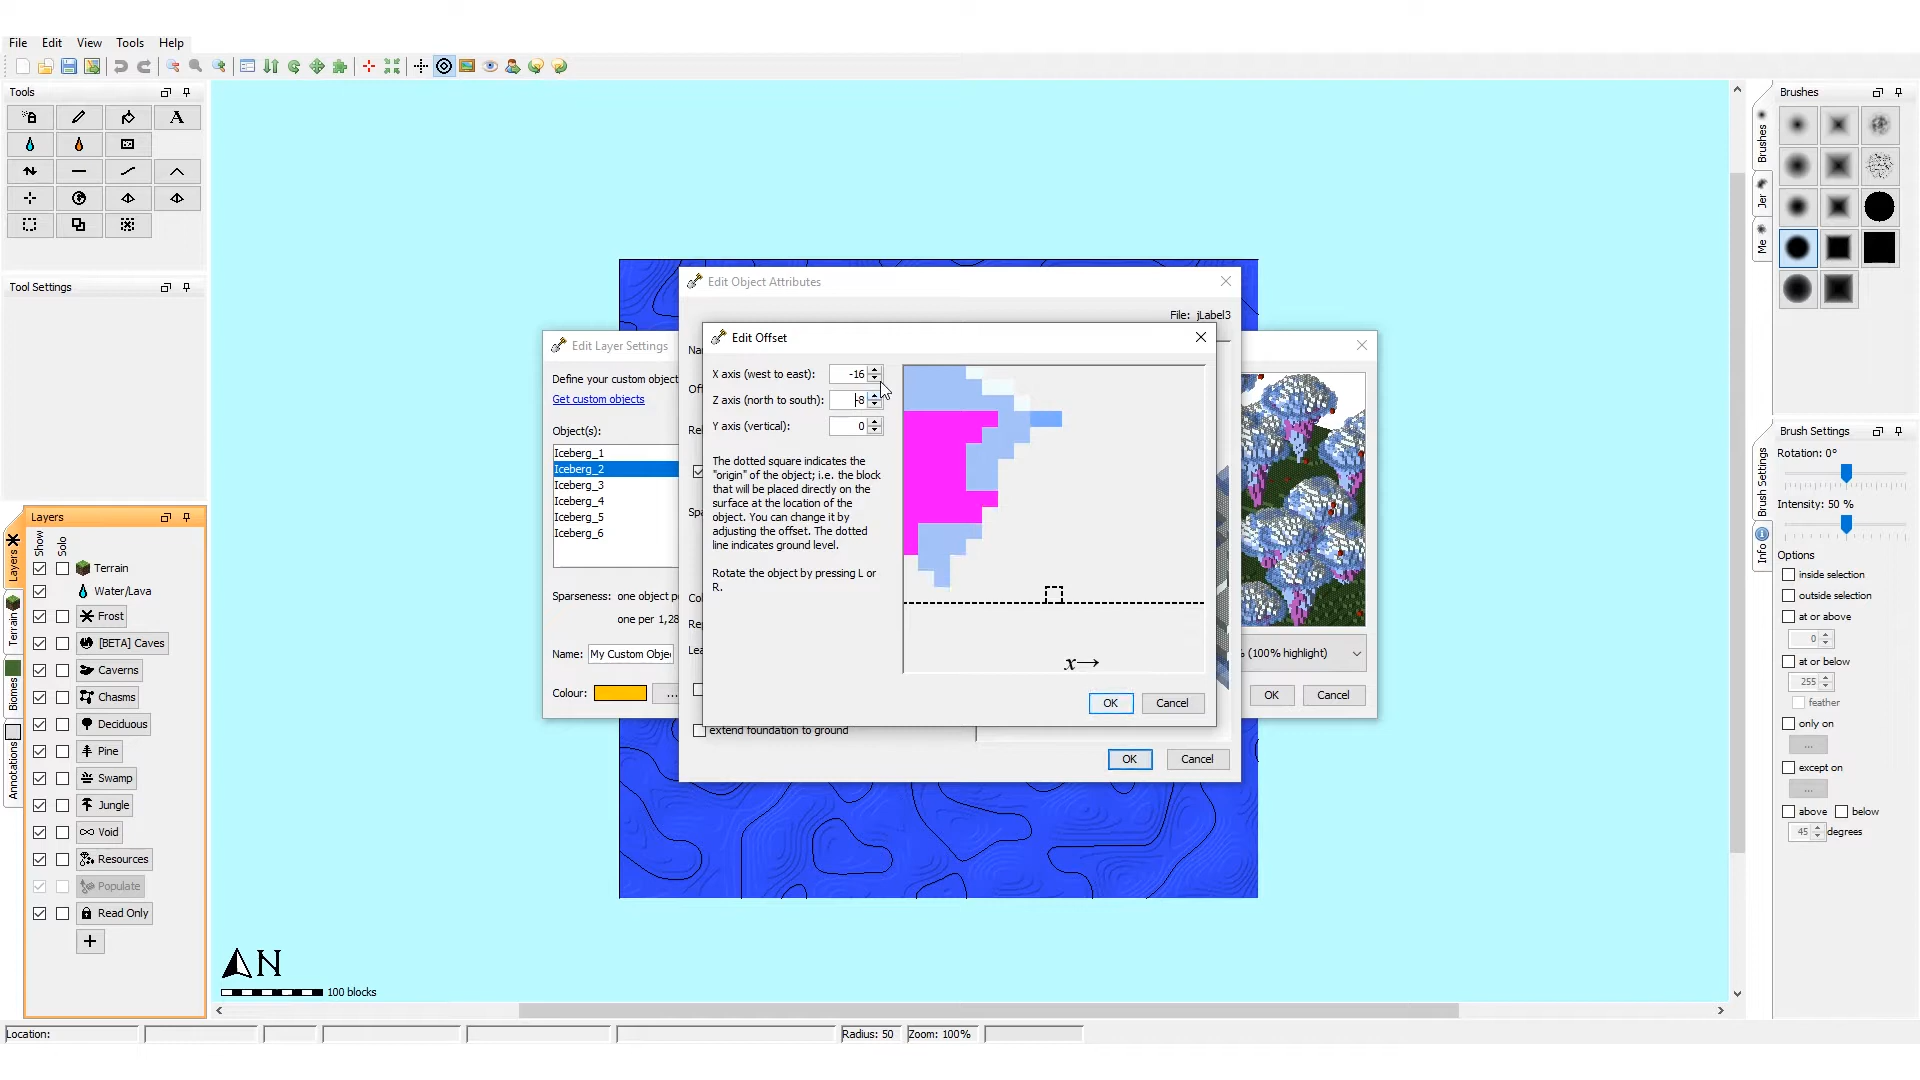 File Edit View Tools Help
Tools
A
Tool Settings
Layers
Layers
Terrain
Biomes
Annotations
Show
Solo
Terrain
Water/Lava
Frost
[BETA] Caves
Caverns
Chasms
Deciduous
Pine
Swamp
Jungle
Void
Resources
Populate
Read Only
+
N
100 blocks
Edit Layer Settings
Define your custom object
Get custom objects
Object(s):
Iceberg_1
Iceberg_2
Iceberg_3
Iceberg_4
Iceberg_5
Iceberg_6
Sparseness: one object p
one per 1,28
Name: My Custom Obje
Colour:
...
(100% highlight)
OK Cancel
Edit Object Attributes
File: jLabel3
Na
Of
Rel
Spa
Co
Re
Lea
extend foundation to ground
OK Cancel
Edit Offset
X axis (west to east): -16
Z axis (north to south): -8
Y axis (vertical): 0
The dotted square indicates the
"origin" of the object; i.e. the block
that will be placed directly on the
surface at the location of the
object. You can change it by
adjusting the offset. The dotted
line indicates ground level.
Rotate the object by pressing L or
R.
x→
OK Cancel
Brushes
Brushes
Jer
Me
Brush Settings
Brush Settings
Info
Rotation: 0°
Intensity: 50 %
Options
inside selection
outside selection
at or above
0
at or below
255
feather
only on
...
except on
...
above below
45 degrees
Location:
Radius: 50
Zoom: 100%